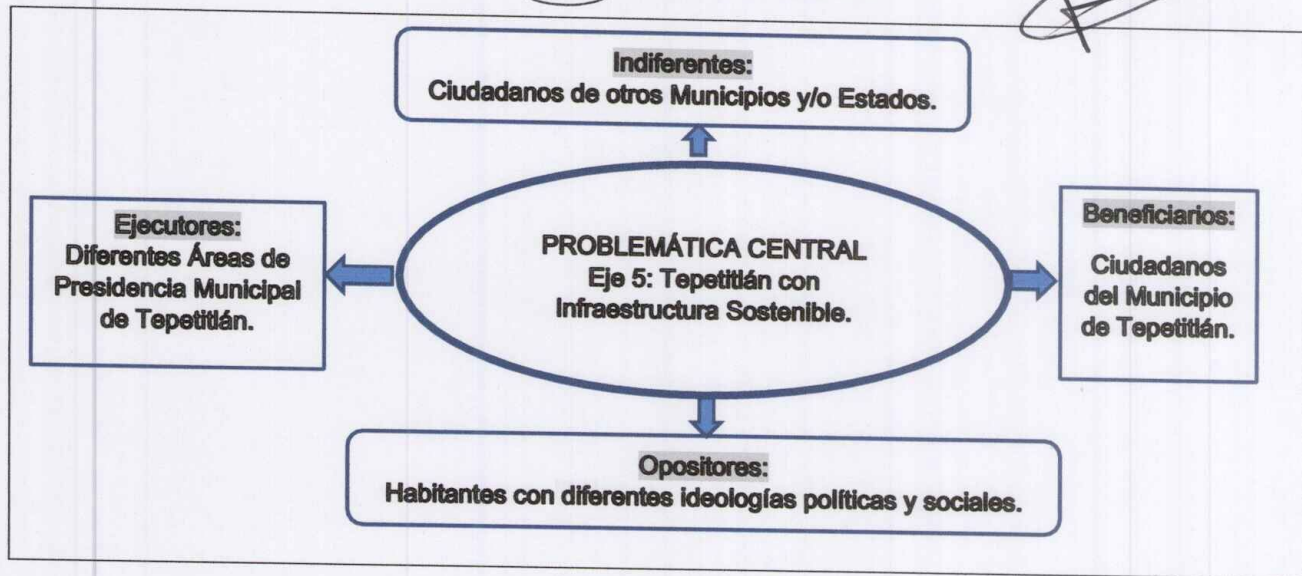 Indiferentes:
Ciudadanos de otros Municipios y/o Estados.
Ejecutores:
Diferentes Áreas de
Presidencia Municipal
de Tepetitlán.
PROBLEMÁTICA CENTRAL
Eje 5: Tepetitlán con
Infraestructura Sostenible.
Beneficiarios:
Ciudadanos
del Municipio
de Tepetitlán.
Opositores:
Habitantes con diferentes ideologías políticas y sociales.